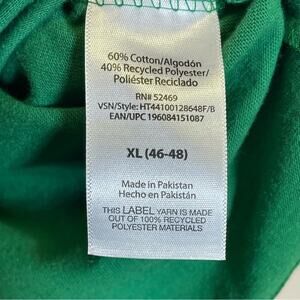 60% Cotton/Algodón
40% Recycled Polyester/
Poliéster Reciclado
RN# 52469
VSN/Style: HT44100128648F/B
EAN/UPC 196084151087
XL (46-48)
Made in Pakistan
Hecho en Pakistán
THIS LABEL YARN IS MADE
OUT OF 100% RECYCLED
POLYESTER MATERIALS